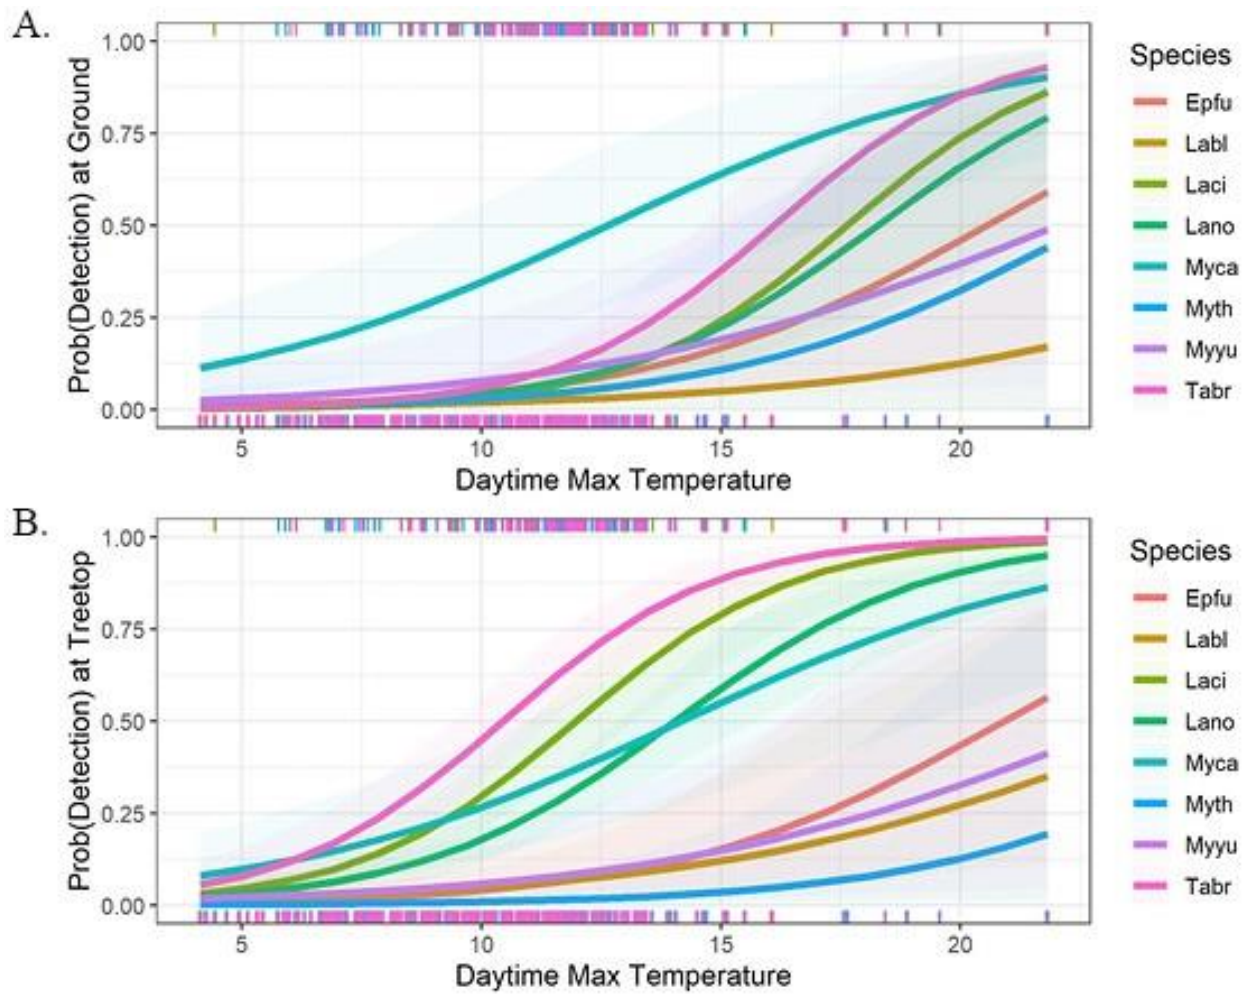 A.
Prob(Detection) at Ground
1.00
0.75
0.50
0.25
0.00
5 10 15 20
Daytime Max Temperature
Species
Epfu
Labl
Laci
Lano
Myca
Myth
Myyu
Tabr
B.
Prob(Detection) at Treetop
1.00
0.75
0.50
0.25
0.00
5 10 15 20
Daytime Max Temperature
Species
Epfu
Labl
Laci
Lano
Myca
Myth
Myyu
Tabr